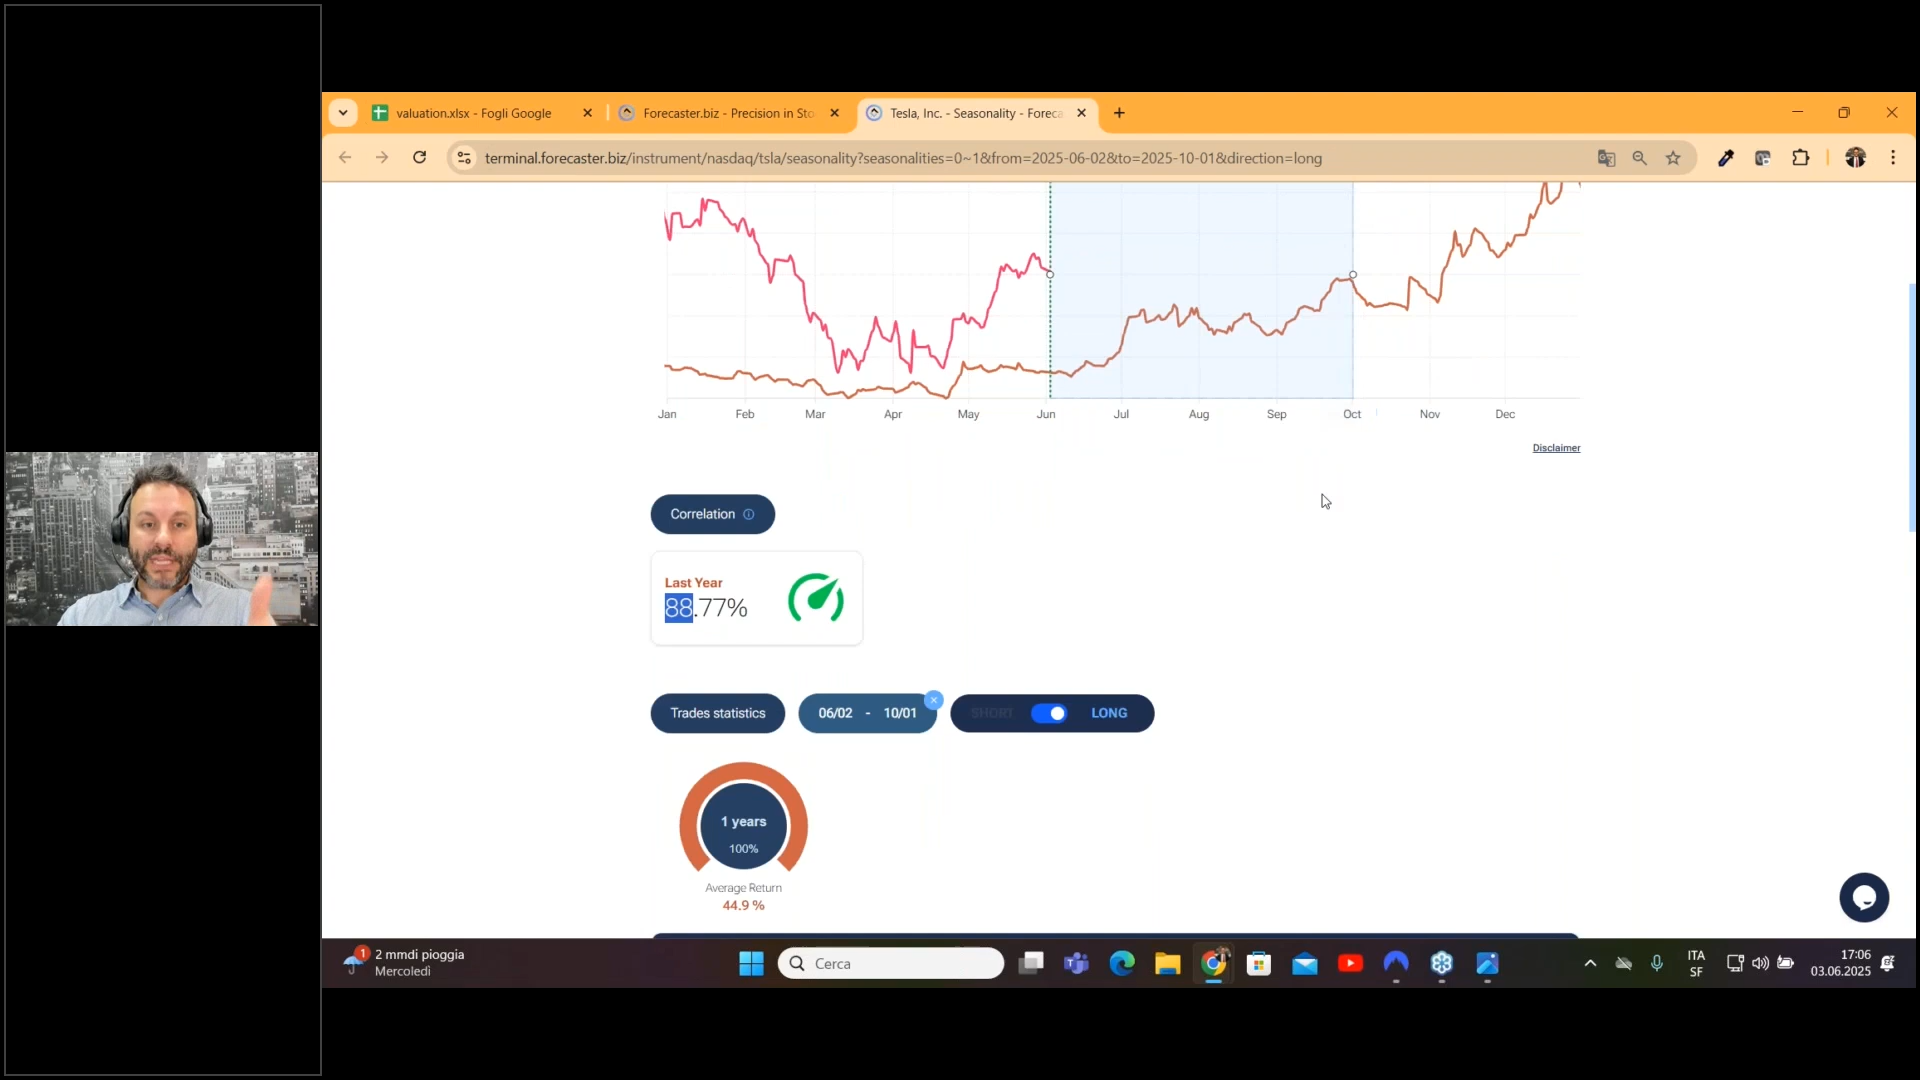 valuation.xlsx - Fogli Google
Forecaster.biz - Precision in Sto
Tesla, Inc. - Seasonality - Foreca
terminal.forecaster.biz/instrument/nasdaq/tsla/seasonality?seasonalities=0~1&from=2025-06-02&to=2025-10-01&direction=long
Jan Feb Mar Apr May Jun Jul Aug Sep Oct Nov Dec
Disclaimer
Correlation
Last Year
88.77%
Trades statistics
06/02 - 10/01
SHORT LONG
1 years
100%
Average Return
44.9 %
1
2 mmdi pioggia
Mercoledì
Cerca
ITA
SF
17:06
03.06.2025